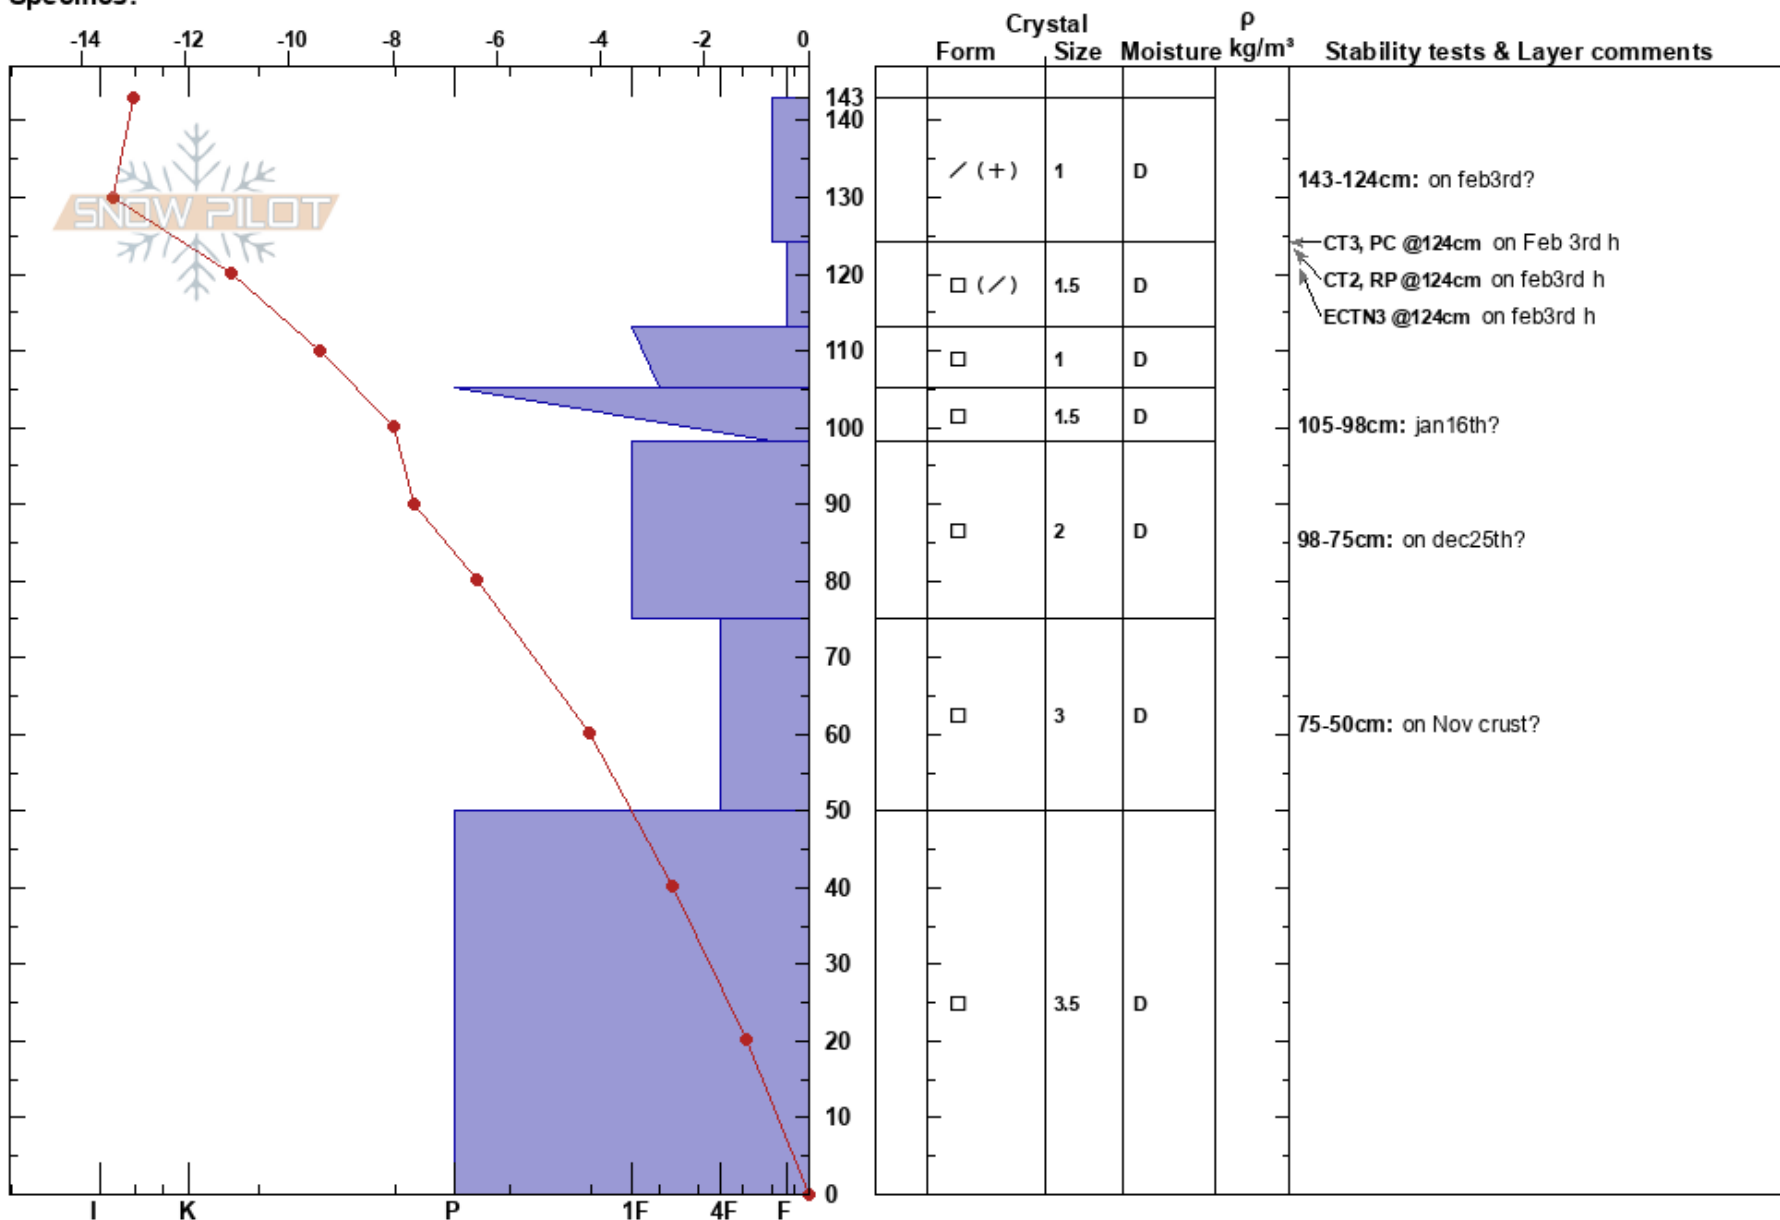 Specifics:
Crystal ρ
-14 -12 -10 -8 -6 -4 -2 0 Form Size Moisture kg/m³ Stability tests & Layer comments
143
140
/ (+) 1 D 143-124cm: on feb3rd?
130
SNOW PILOT
CT3, PC @124cm on Feb 3rd h
120
□ (/) 1.5 D CT2, RP @124cm on feb3rd h
ECTN3 @124cm on feb3rd h
110 □ 1 D
□ 1.5 D 105-98cm: jan16th?
100
90
□ 2 D 98-75cm: on dec25th?
80
70
□ 3 D 75-50cm: on Nov crust?
60
50
40
30
□ 3.5 D
20
10
0
I K P 1F 4F F